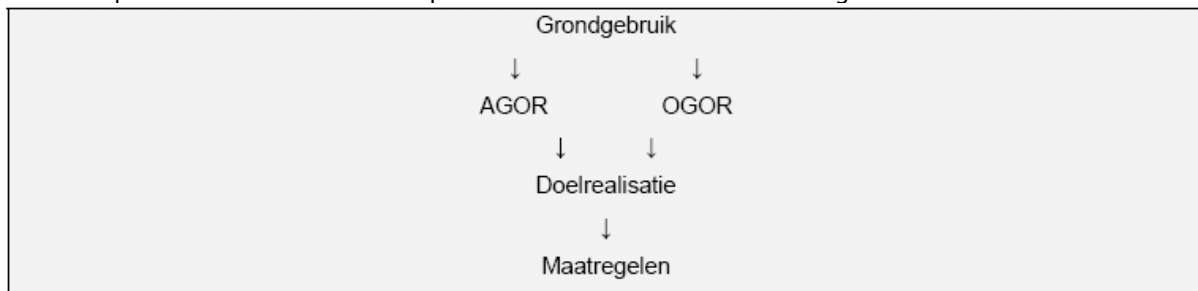 Grondgebruik
↓ ↓
AGOR OGOR
↓ ↓
Doelrealisatie
↓
Maatregelen